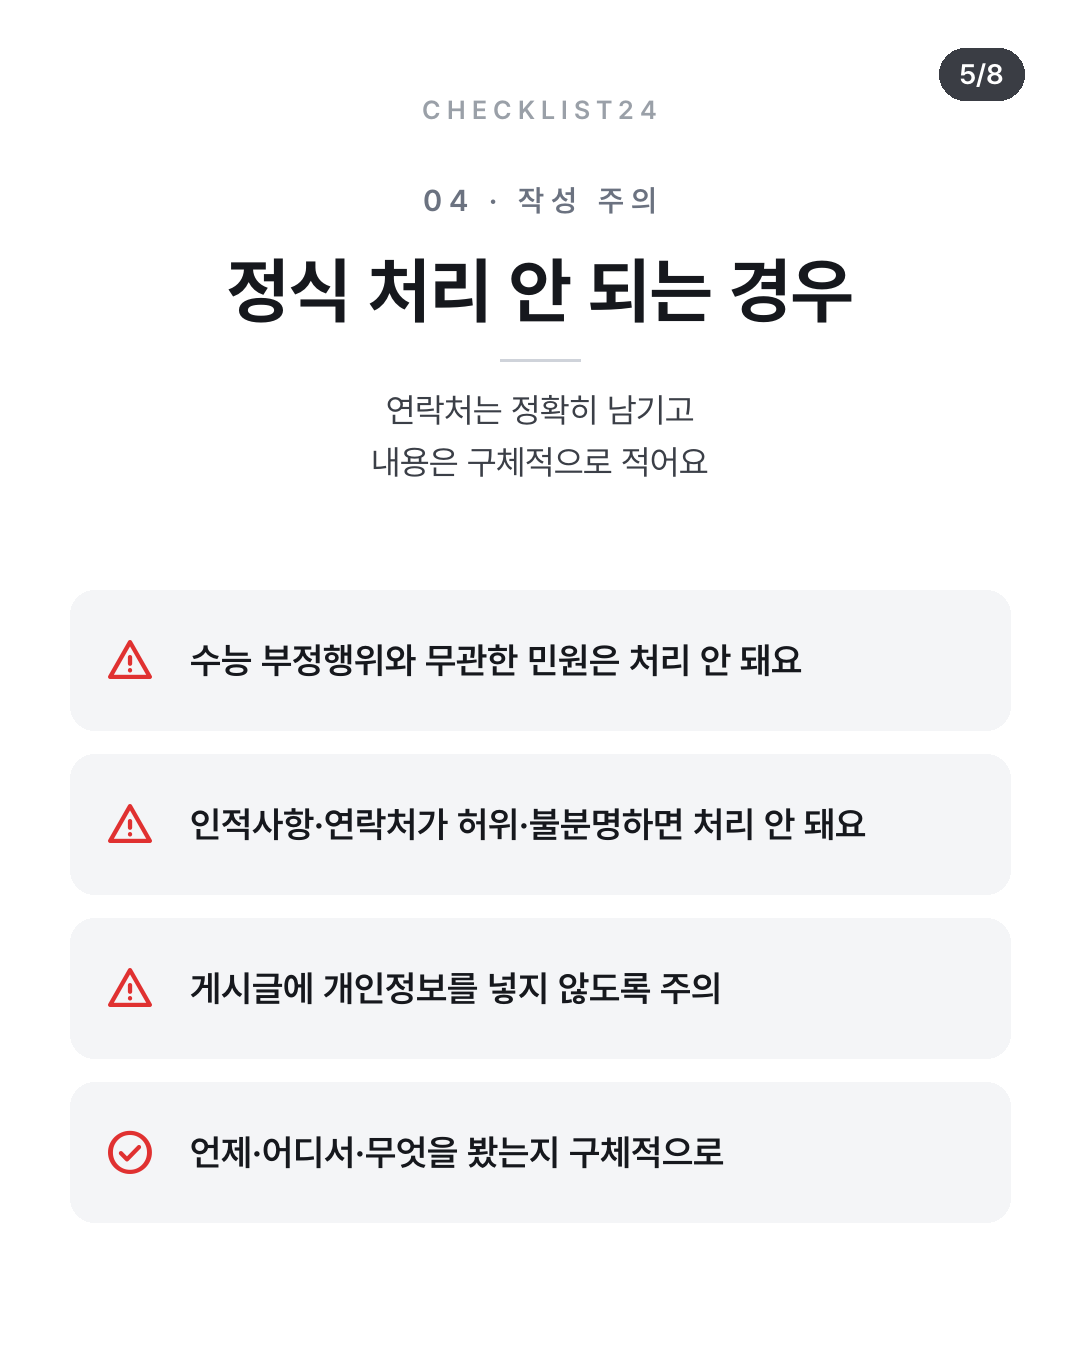 5/8
CHECKLIST24
04 · 작성 주의
정식 처리 안 되는 경우
연락처는 정확히 남기고
내용은 구체적으로 적어요
수능 부정행위와 무관한 민원은 처리 안 돼요
인적사항·연락처가 허위·불분명하면 처리 안 돼요
게시글에 개인정보를 넣지 않도록 주의
언제·어디서·무엇을 봤는지 구체적으로